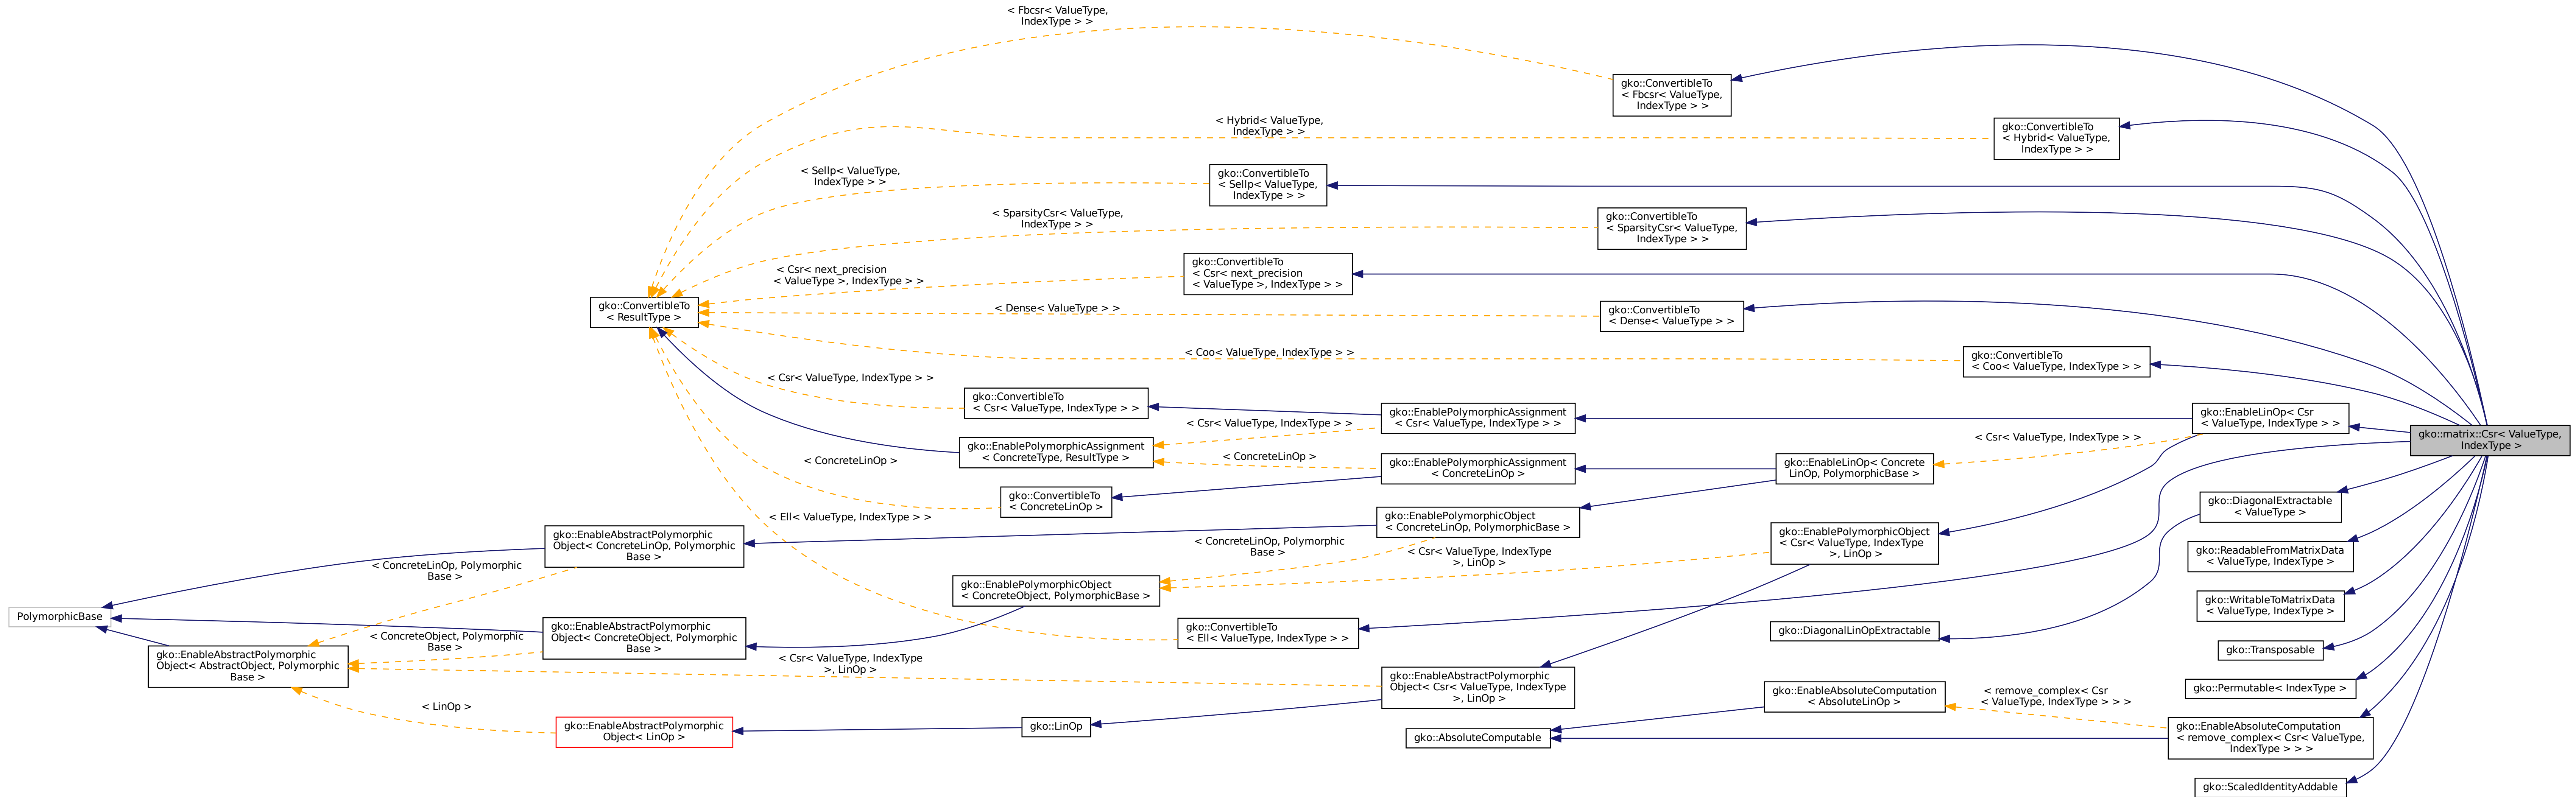 < Fbcsr< ValueType,
IndexType > >
gko::ConvertibleTo
< Fbcsr< ValueType,
IndexType > >
< Hybrid< ValueType,
IndexType > >
gko::ConvertibleTo
< Hybrid< ValueType,
IndexType > >
< Sellp< ValueType,
IndexType > >
gko::ConvertibleTo
< Sellp< ValueType,
IndexType > >
< SparsityCsr< ValueType,
IndexType > >
gko::ConvertibleTo
< SparsityCsr< ValueType,
IndexType > >
< Csr< next_precision
< ValueType >, IndexType > >
gko::ConvertibleTo
< Csr< next_precision
< ValueType >, IndexType > >
gko::ConvertibleTo
< ResultType >
< Dense< ValueType > >
gko::ConvertibleTo
< Dense< ValueType > >
< Coo< ValueType, IndexType > >
gko::ConvertibleTo
< Coo< ValueType, IndexType > >
< Csr< ValueType, IndexType > >
gko::ConvertibleTo
< Csr< ValueType, IndexType > >
gko::EnablePolymorphicAssignment
< Csr< ValueType, IndexType > >
gko::EnableLinOp< Csr
< ValueType, IndexType > >
gko::matrix::Csr< ValueType,
IndexType >
< Csr< ValueType, IndexType > >
< Csr< ValueType, IndexType > >
gko::EnablePolymorphicAssignment
< ConcreteType, ResultType >
< ConcreteLinOp >
< ConcreteLinOp >
gko::EnablePolymorphicAssignment
< ConcreteLinOp >
gko::EnableLinOp< Concrete
LinOp, PolymorphicBase >
gko::ConvertibleTo
< ConcreteLinOp >
gko::DiagonalExtractable
< ValueType >
< Ell< ValueType, IndexType > >
gko::EnablePolymorphicObject
< ConcreteLinOp, PolymorphicBase >
gko::EnableAbstractPolymorphic
Object< ConcreteLinOp, Polymorphic
Base >
gko::EnablePolymorphicObject
< Csr< ValueType, IndexType
>, LinOp >
< ConcreteLinOp, Polymorphic
Base >
< Csr< ValueType, IndexType
>, LinOp >
gko::ReadableFromMatrixData
< ValueType, IndexType >
< ConcreteLinOp, Polymorphic
Base >
gko::EnablePolymorphicObject
< ConcreteObject, PolymorphicBase >
gko::WritableToMatrixData
< ValueType, IndexType >
PolymorphicBase
gko::EnableAbstractPolymorphic
Object< ConcreteObject, Polymorphic
Base >
gko::ConvertibleTo
< Ell< ValueType, IndexType > >
gko::DiagonalLinOpExtractable
< ConcreteObject, Polymorphic
Base >
gko::Transposable
gko::EnableAbstractPolymorphic
Object< AbstractObject, Polymorphic
Base >
< Csr< ValueType, IndexType
>, LinOp >
gko::EnableAbstractPolymorphic
Object< Csr< ValueType, IndexType
>, LinOp >
gko::Permutable< IndexType >
gko::EnableAbsoluteComputation
< AbsoluteLinOp >
< remove_complex< Csr
< ValueType, IndexType > > >
< LinOp >
gko::EnableAbstractPolymorphic
Object< LinOp >
gko::LinOp
gko::AbsoluteComputable
gko::EnableAbsoluteComputation
< remove_complex< Csr< ValueType,
IndexType > > >
gko::ScaledIdentityAddable